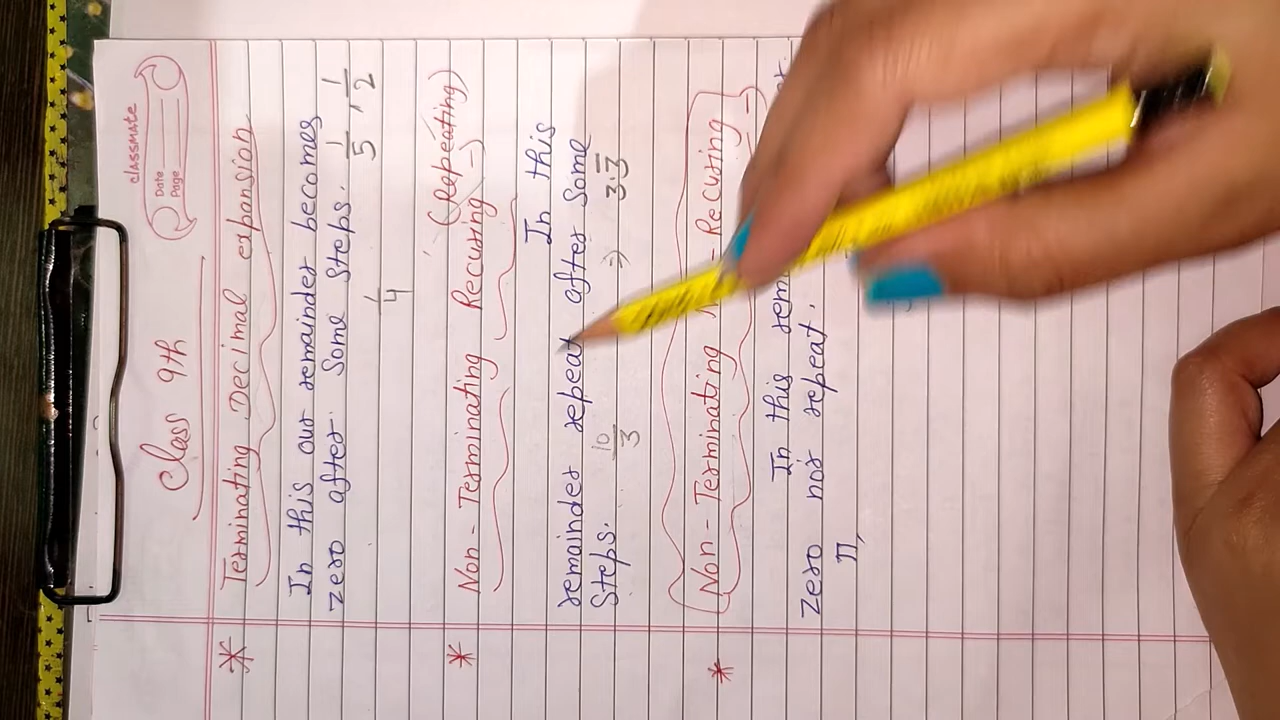 classmate
Date
Page
Class 9th
* Terminating Decimal expansion
In this our remainder becomes
zero after some steps. 1/5, 1/2
1/4
(Repeating)
* Non-Terminating Recuring -)
In this
remainder repeat after some
Steps. 10/3 => 3.3̅
* Non-Terminating - Recuring -)
In this
zero nor repeat.
π,